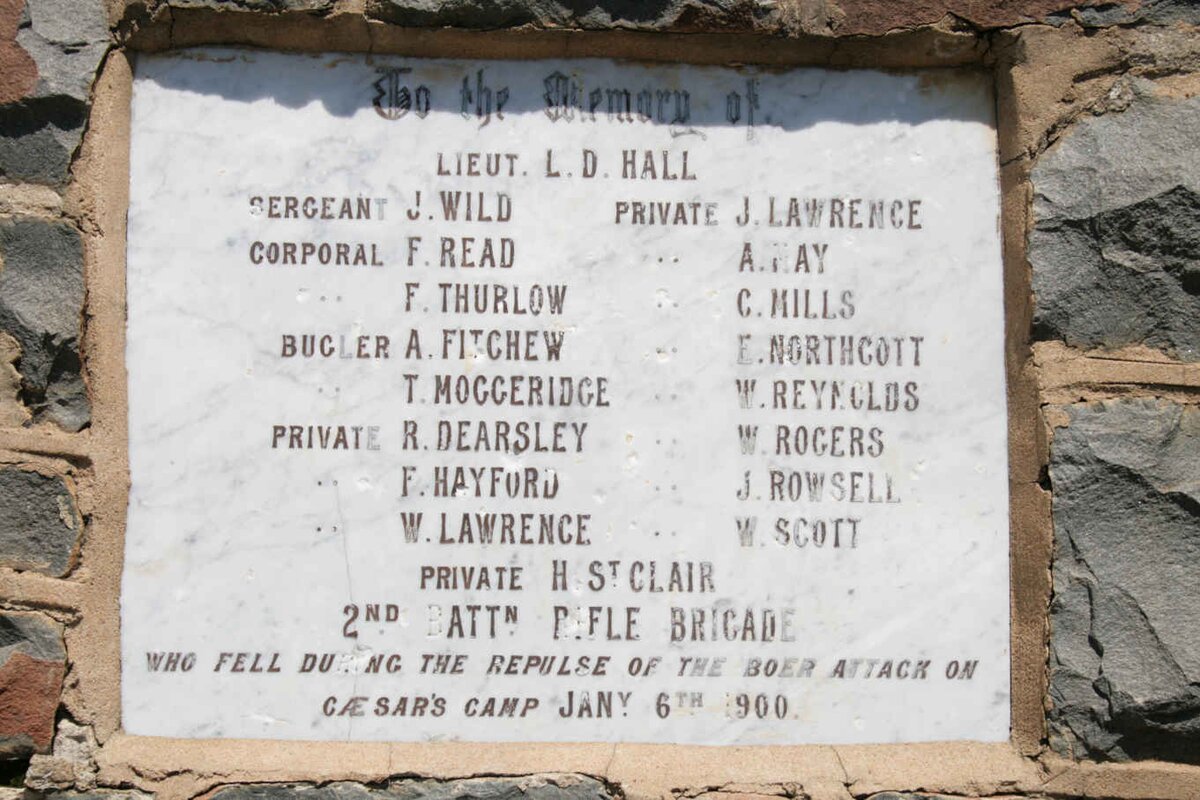 To the Memory of.
LIEUT. L. D. HALL
SERGEANT J. WILD PRIVATE J. LAWRENCE
CORPORAL F. READ .. A. MAY
.. F. THURLOW .. C. MILLS
BUGLER A. FITCHEW .. E. NORTHCOTT
.. T. MOGGERIDGE .. W. REYNOLDS
PRIVATE R. DEARSLEY .. W. ROGERS
.. F. HAYFORD .. J. ROWSELL
.. W. LAWRENCE .. W. SCOTT
PRIVATE H. ST CLAIR
2ND BATTN RIFLE BRIGADE
WHO FELL DURING THE REPULSE OF THE BOER ATTACK ON
CÆSAR'S CAMP JANY 6TH 1900.